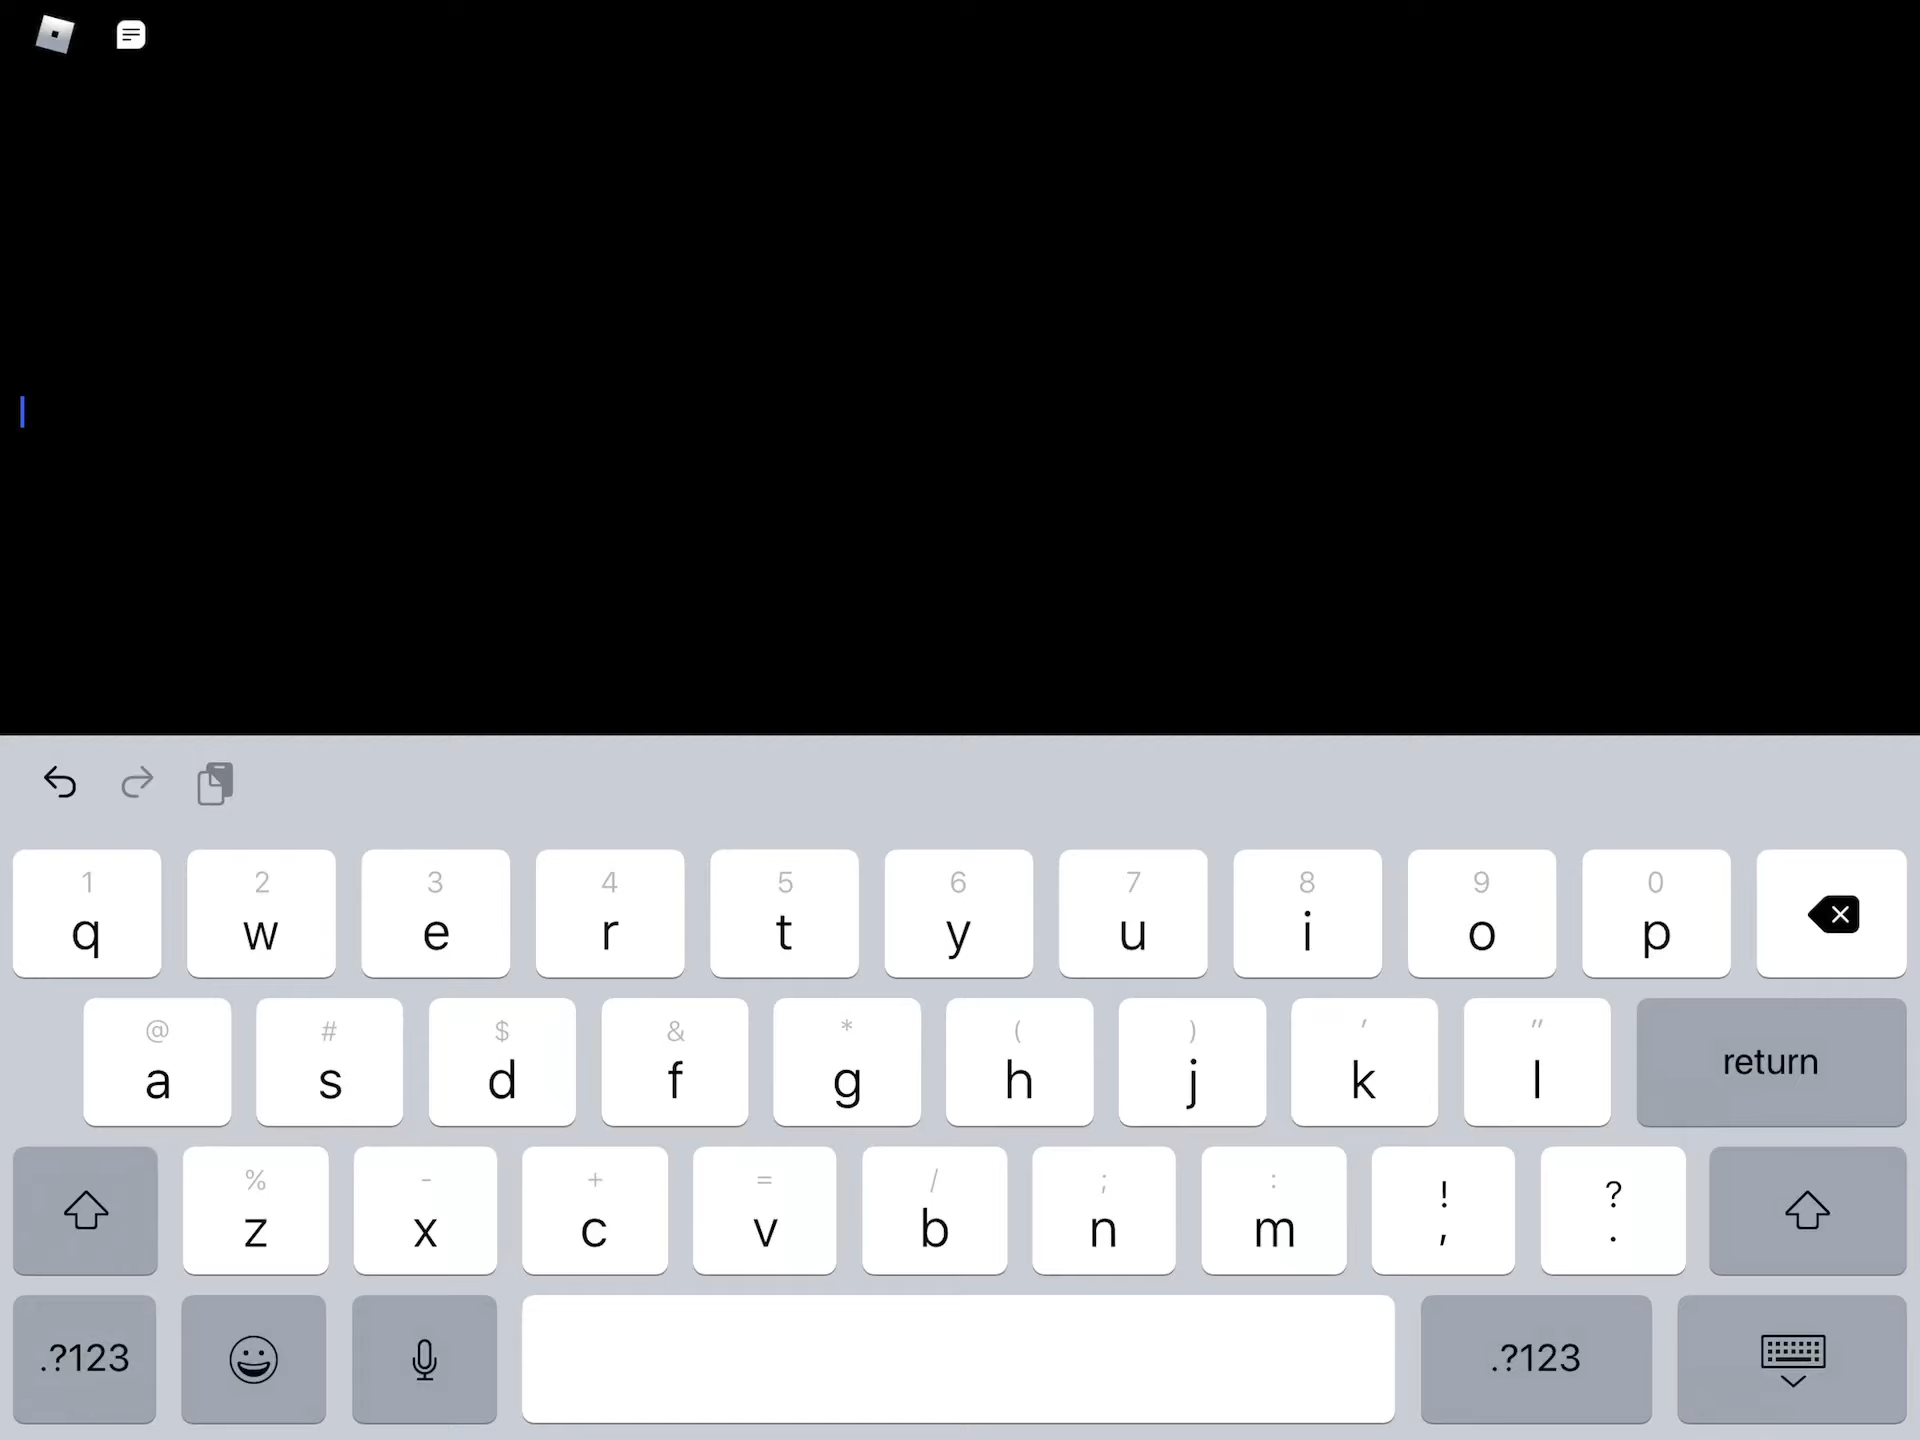 1 2 3 4 5 6 7 8 9 0
q w e r t y u i o p
@ # $ & * ( ) ' "
a s d f g h j k l return
% - + = / ; : ! ?
z x c v b n m , .
.?123 .?123